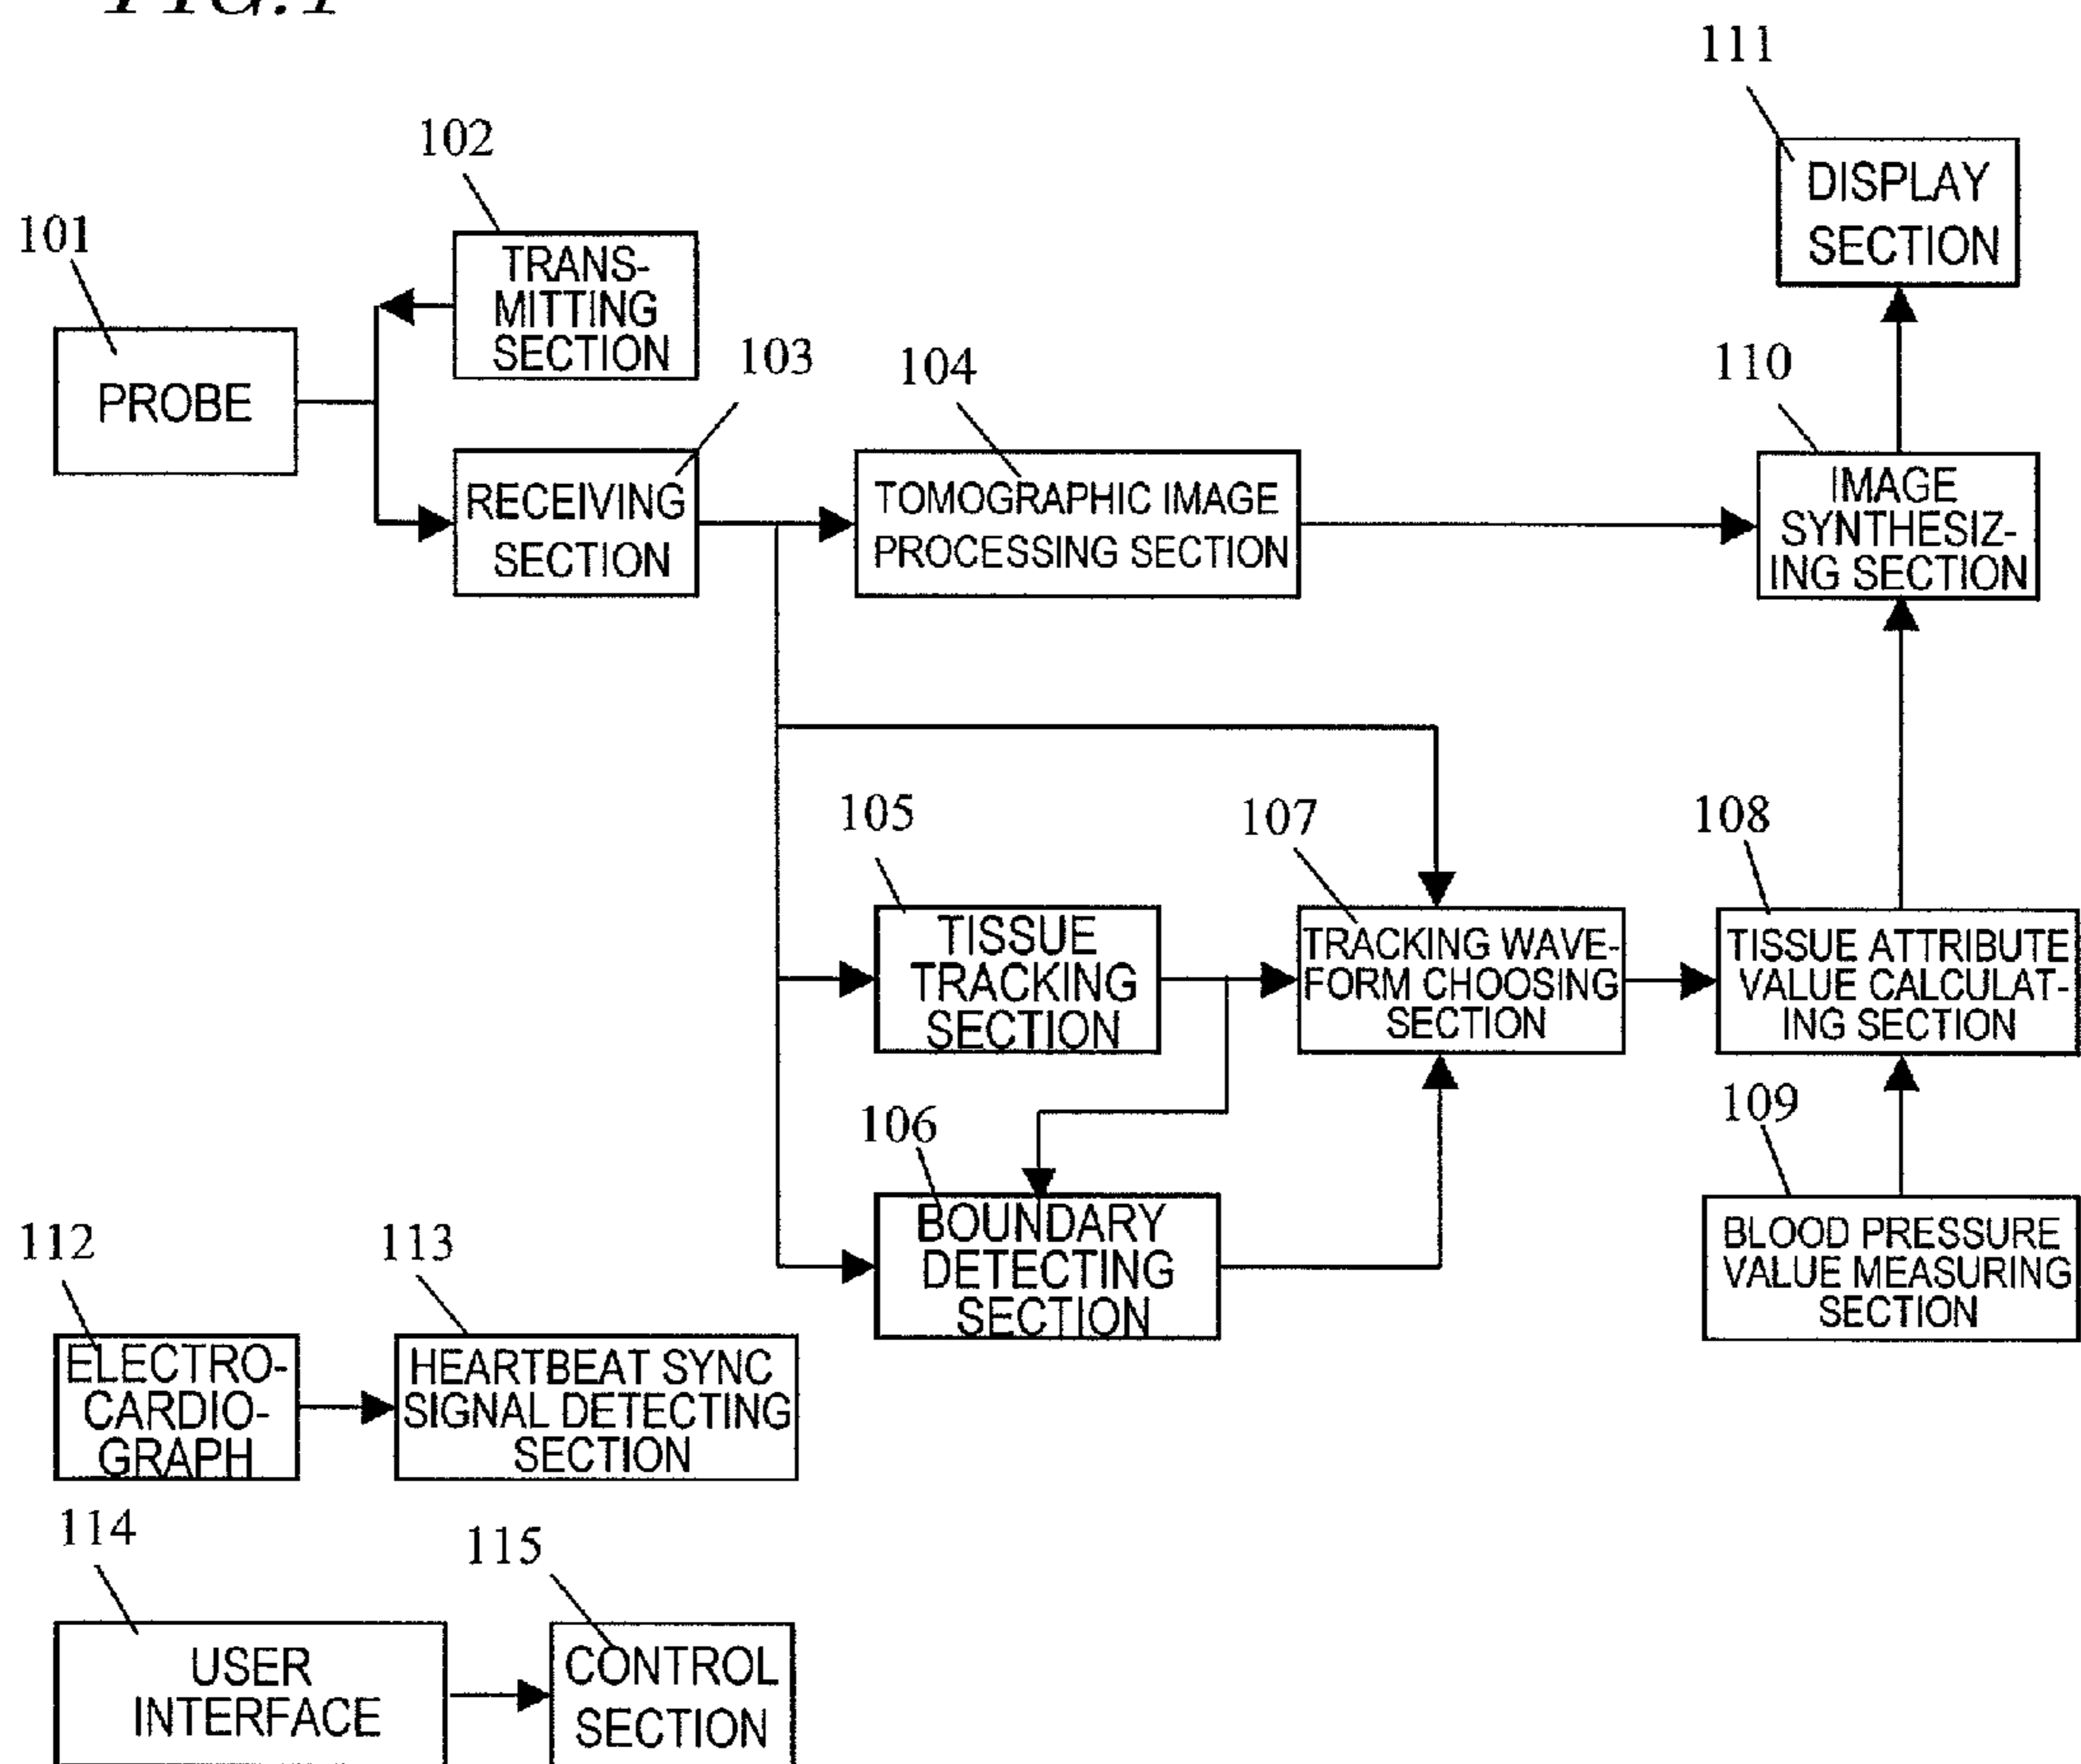 FIG.1
111
102
DISPLAY
SECTION
101
TRANS-
MITTING
SECTION
103
104
110
PROBE
RECEIVING
SECTION
TOMOGRAPHIC IMAGE
PROCESSING SECTION
IMAGE
SYNTHESIZ-
ING SECTION
105
107
108
TISSUE
TRACKING
SECTION
TRACKING WAVE-
FORM CHOOSING
SECTION
TISSUE ATTRIBUTE
VALUE CALCULAT-
ING SECTION
106
109
BOUNDARY
DETECTING
SECTION
BLOOD PRESSURE
VALUE MEASURING
SECTION
112
113
ELECTRO-
CARDIO-
GRAPH
HEARTBEAT SYNC
SIGNAL DETECTING
SECTION
114
115
USER
INTERFACE
CONTROL
SECTION